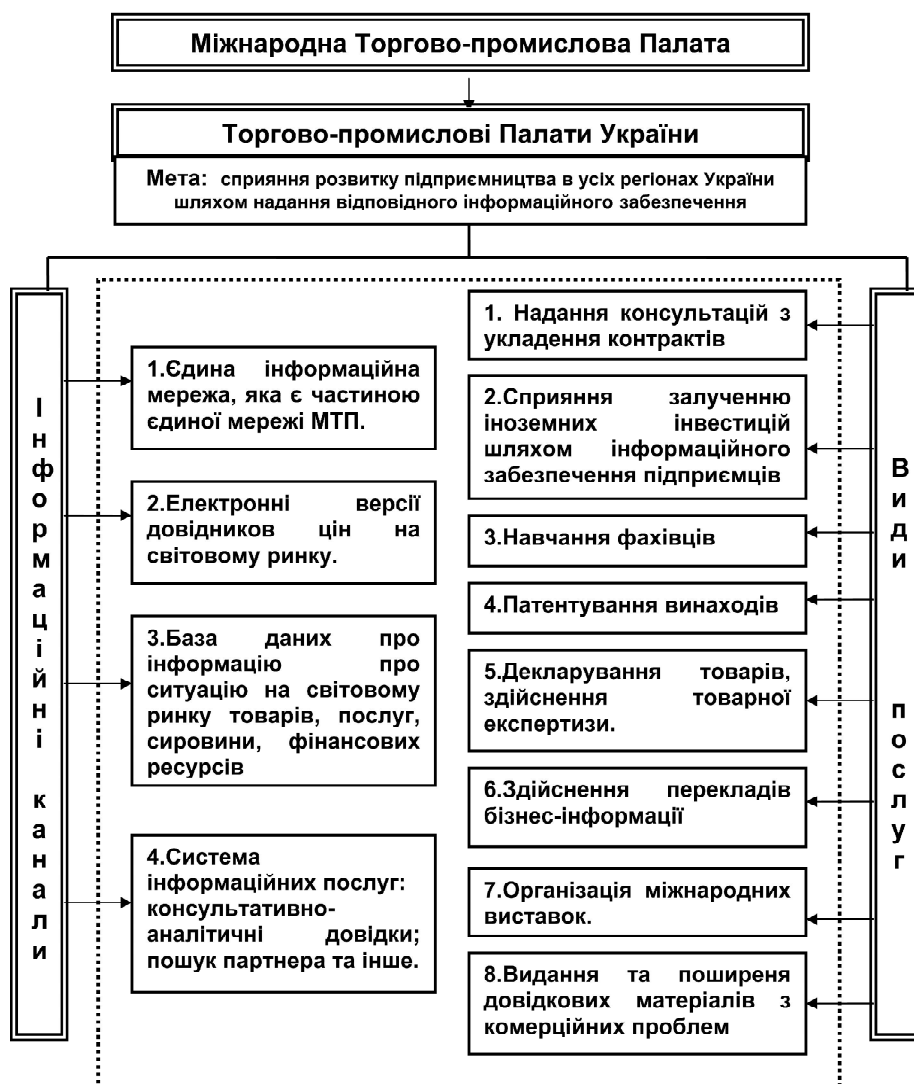 Міжнародна Торгово-промислова Палата
Торгово-промислові Палати України
Мета: сприяння розвитку підприємництва в усіх регіонах України
шляхом надання відповідного інформаційного забезпечення
Інформаційні канали
1.Єдина інформаційна
мережа, яка є частиною
єдиної мережі МТП.
2.Електронні версії
довідників цін на
світовому ринку.
3.База даних про
інформацію про
ситуацію на світовому
ринку товарів, послуг,
сировини, фінансових
ресурсів
4.Система
інформаційних послуг:
консультативно-
аналітичні довідки;
пошук партнера та інше.
1. Надання консультацій з
укладення контрактів
2.Сприяння залученню
іноземних інвестицій
шляхом інформаційного
забезпечення підприємців
3.Навчання фахівців
4.Патентування винаходів
5.Декларування товарів,
здійснення товарної
експертизи.
6.Здійснення перекладів
бізнес-інформації
7.Організація міжнародних
виставок.
8.Видання та поширеня
довідкових матеріалів з
комерційних проблем
Види послуг